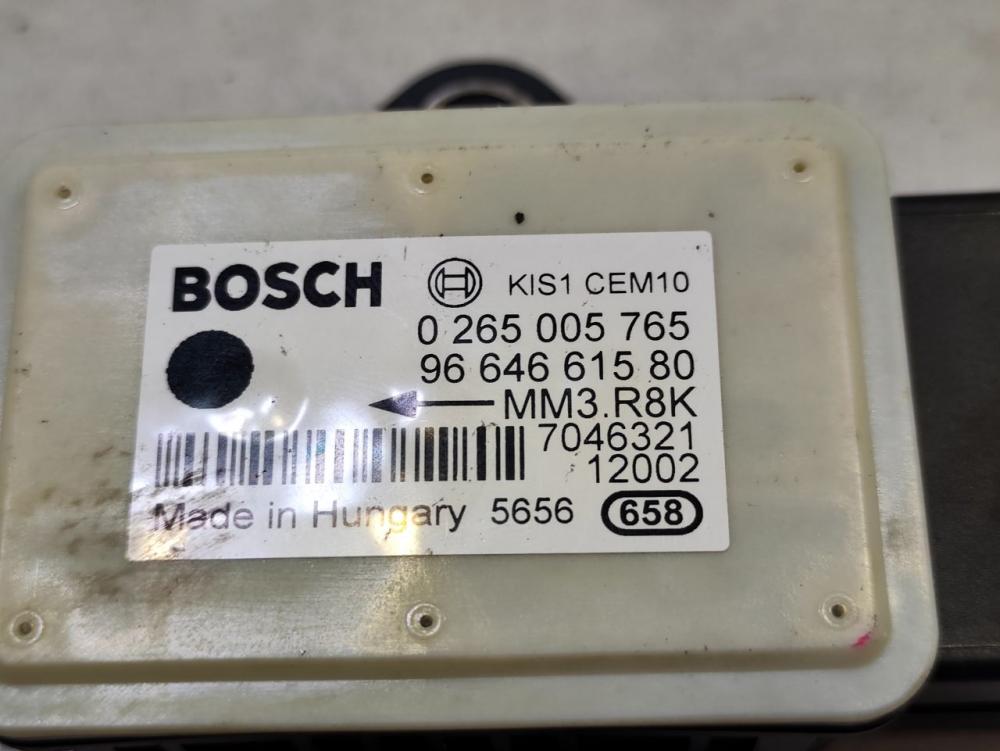 BOSCH KIS1 CEM10
0 265 005 765
96 646 615 80
MM3.R8K
7046321
12002
Made in Hungary 5656 658